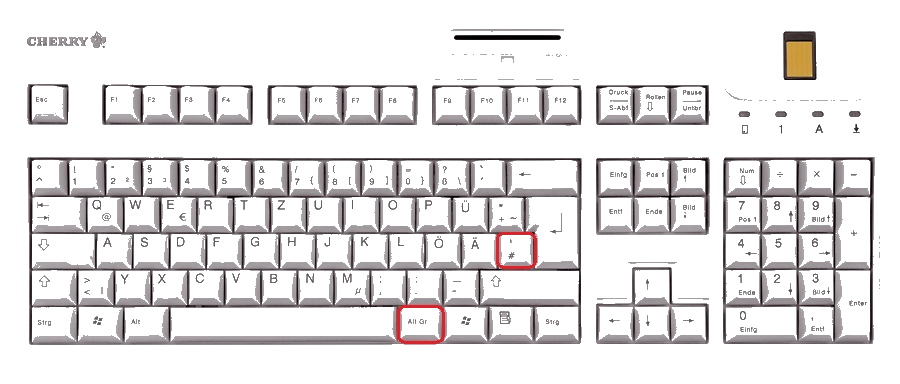 CHERRY
Esc F1 F2 F3 F4 F5 F6 F7 F8 F9 F10 F11 F12 Druck S-Abf Rollen ⇩ Pause Untbr
1 A
° ^ ! 1 " 2 ² § 3 ³ $ 4 % 5 & 6 / 7 { ( 8 [ ) 9 ] = 0 } ? ß \ ` ´ ← Einfg Pos 1 Bild ↑ Num ⇩ ÷ × −
Q @ W E € R T Z U I O P Ü * + ~ Entf Ende Bild ↓ 7 Pos 1 8 ↑ 9 Bild ↑ +
A S D F G H J K L Ö Ä ' # 4 ← 5 6 →
⇧ > < | Y X C V B N M µ ; , : . _ - ⇧ ↑ 1 Ende 2 ↓ 3 Bild ↓ Enter
Strg Alt Alt Gr Strg ← ↓ → 0 Einfg , Entf